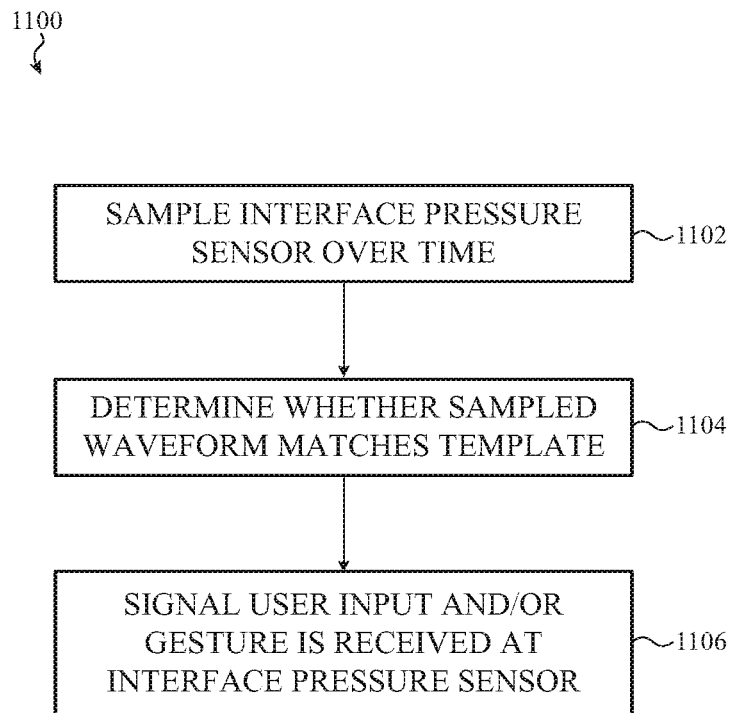 1100
SAMPLE INTERFACE PRESSURE
SENSOR OVER TIME
1102
DETERMINE WHETHER SAMPLED
WAVEFORM MATCHES TEMPLATE
1104
SIGNAL USER INPUT AND/OR
GESTURE IS RECEIVED AT
INTERFACE PRESSURE SENSOR
1106